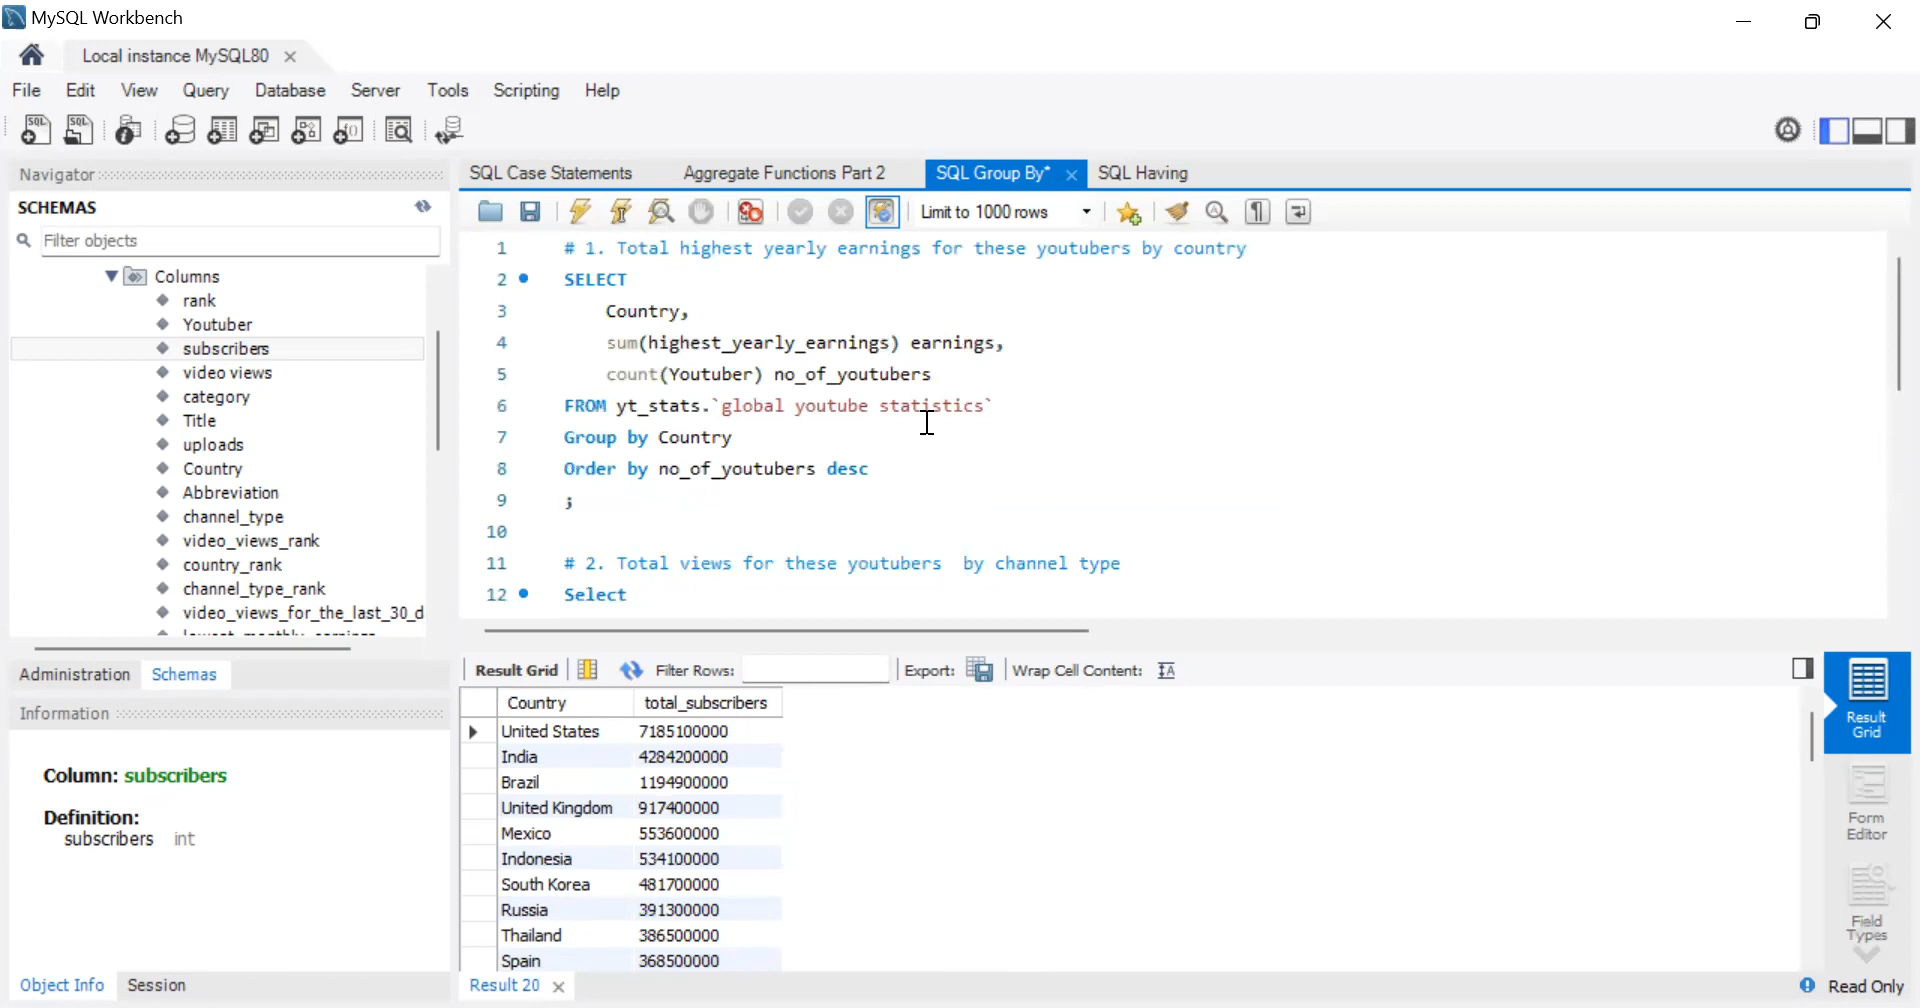 MySQL Workbench
Local instance MySQL80
File Edit View Query Database Server Tools Scripting Help
Navigator
SCHEMAS
Filter objects
Columns
rank
Youtuber
subscribers
video views
category
Title
uploads
Country
Abbreviation
channel_type
video_views_rank
country_rank
channel_type_rank
video_views_for_the_last_30_d
Administration Schemas
Information
Column: subscribers
Definition:
subscribers int
Object Info Session
SQL Case Statements Aggregate Functions Part 2 SQL Group By* SQL Having
Limit to 1000 rows
1 # 1. Total highest yearly earnings for these youtubers by country
2 SELECT
3 Country,
4 sum(highest_yearly_earnings) earnings,
5 count(Youtuber) no_of_youtubers
6 FROM yt_stats.`global youtube statistics`
7 Group by Country
8 Order by no_of_youtubers desc
9 ;
10
11 # 2. Total views for these youtubers by channel type
12 Select
Result Grid Filter Rows: Export: Wrap Cell Content:
Country total_subscribers
United States 7185100000
India 4284200000
Brazil 1194900000
United Kingdom 917400000
Mexico 553600000
Indonesia 534100000
South Korea 481700000
Russia 391300000
Thailand 386500000
Spain 368500000
Result
Grid
Form
Editor
Field
Types
Result 20
Read Only